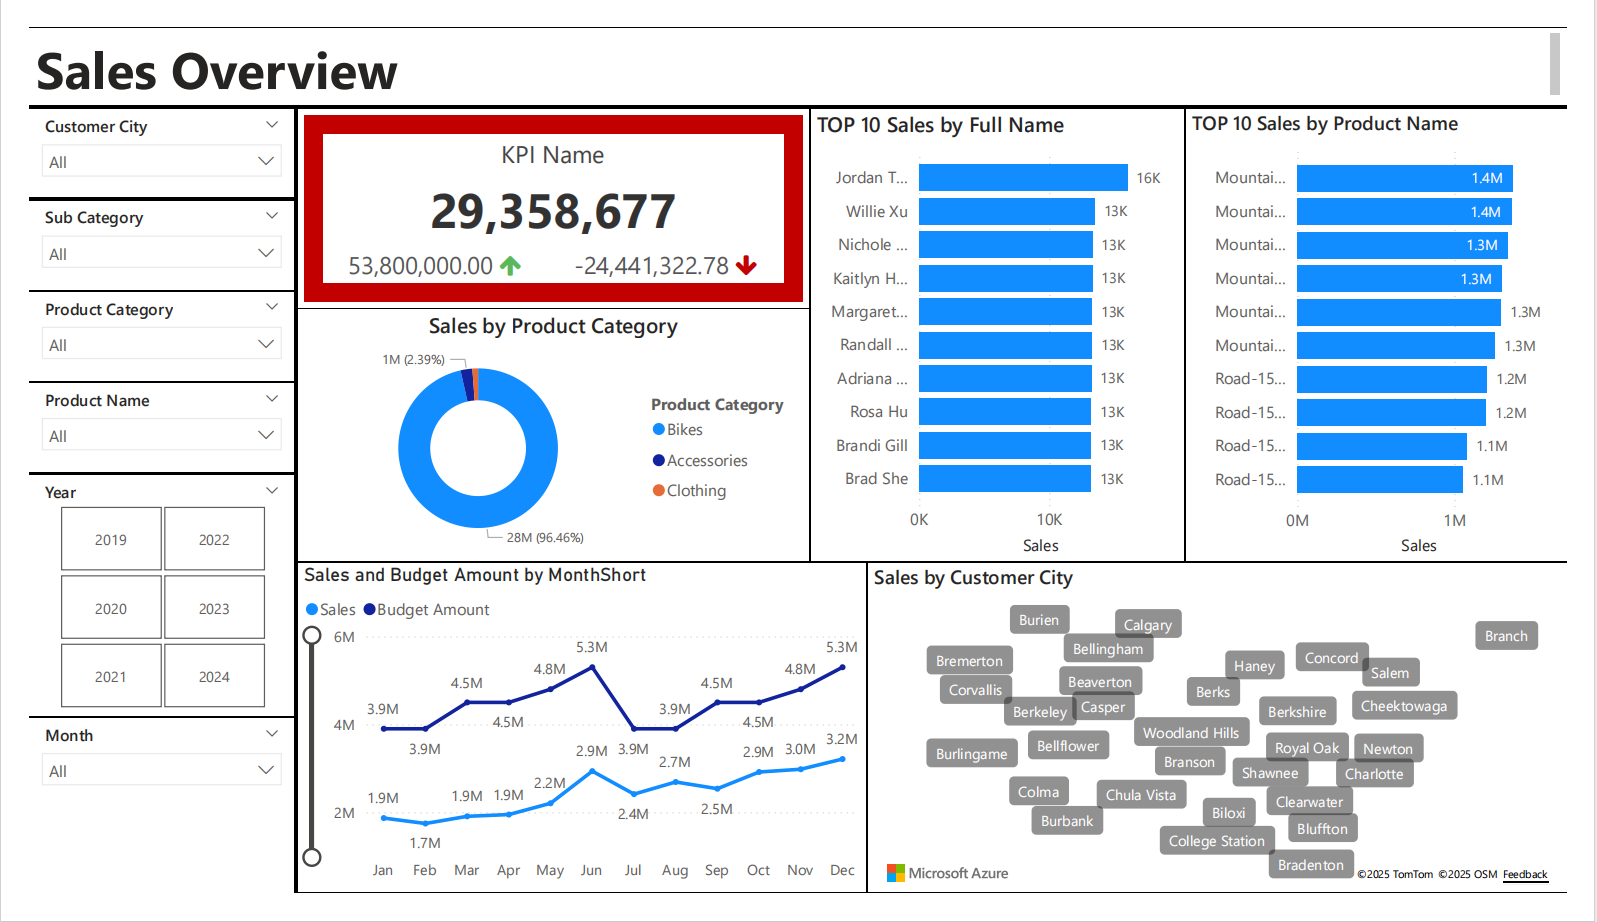 Sales Overview
Customer City
All
Sub Category
All
Product Category
All
Product Name
All
Year
2019
2022
2020
2023
2021
2024
Month
All
KPI Name
29,358,677
53,800,000.00
-24,441,322.78
Sales by Product Category
1M (2.39%)
28M (96.46%)
Product Category
Bikes
Accessories
Clothing
TOP 10 Sales by Full Name
Jordan T... 16K
Willie Xu 13K
Nichole ... 13K
Kaitlyn H... 13K
Margaret... 13K
Randall ... 13K
Adriana ... 13K
Rosa Hu 13K
Brandi Gill 13K
Brad She 13K
0K 10K
Sales
TOP 10 Sales by Product Name
Mountai... 1.4M
Mountai... 1.4M
Mountai... 1.3M
Mountai... 1.3M
Mountai... 1.3M
Mountai... 1.3M
Road-15... 1.2M
Road-15... 1.2M
Road-15... 1.1M
Road-15... 1.1M
0M 1M
Sales
Sales and Budget Amount by MonthShort
Sales Budget Amount
6M
4M
2M
3.9M 3.9M 4.5M 4.5M 4.8M 5.3M 3.9M 3.9M 4.5M 4.5M 4.8M 5.3M
1.9M 1.7M 1.9M 1.9M 2.2M 2.9M 2.4M 2.7M 2.5M 2.9M 3.0M 3.2M
Jan Feb Mar Apr May Jun Jul Aug Sep Oct Nov Dec
Sales by Customer City
Burien
Calgary
Branch
Bellingham
Bremerton
Haney
Concord
Salem
Corvallis
Beaverton
Berks
Berkeley
Casper
Berkshire
Cheektowaga
Woodland Hills
Burlingame
Bellflower
Royal Oak
Newton
Branson
Shawnee
Charlotte
Colma
Chula Vista
Clearwater
Burbank
Biloxi
Bluffton
College Station
Bradenton
Microsoft Azure
©2025 TomTom ©2025 OSM Feedback